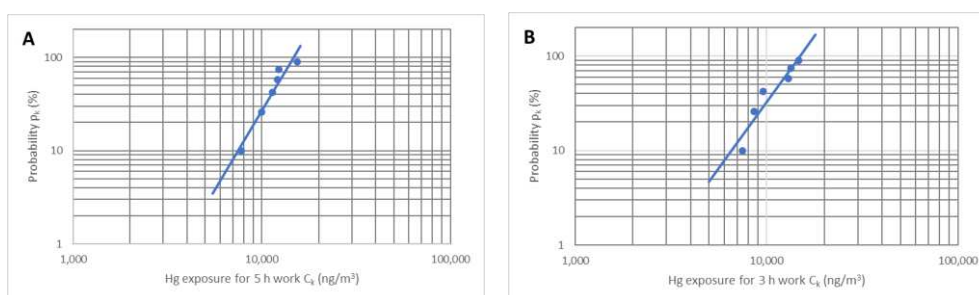 A
Probability pₖ (%)
100
10
1
1,000
10,000
100,000
Hg exposure for 5 h work Cₖ (ng/m³)
B
Probability pₖ (%)
100
10
1
1,000
10,000
100,000
Hg exposure for 3 h work Cₖ (ng/m³)